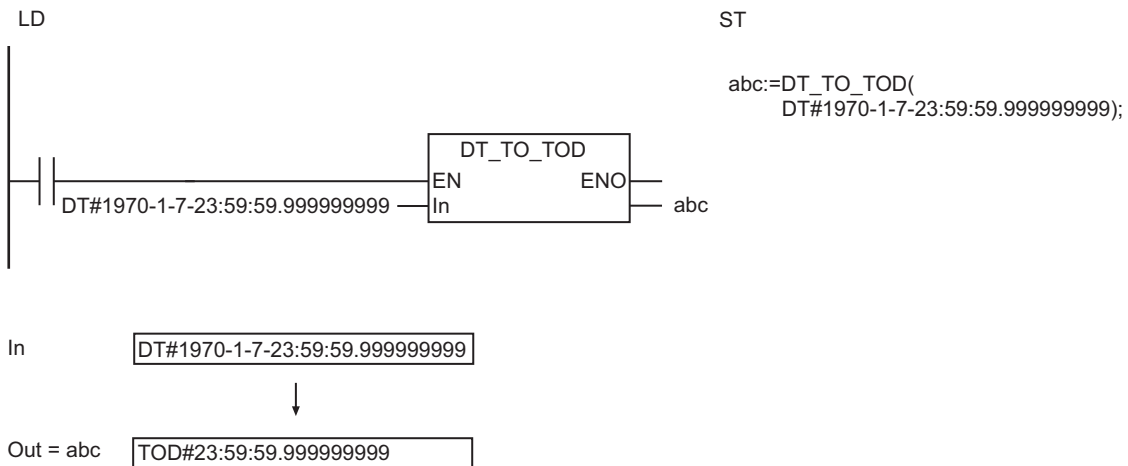 LD
ST
abc:=DT_TO_TOD(
DT#1970-1-7-23:59:59.999999999);
DT_TO_TOD
EN ENO
DT#1970-1-7-23:59:59.999999999 In abc
In DT#1970-1-7-23:59:59.999999999
Out = abc TOD#23:59:59.999999999